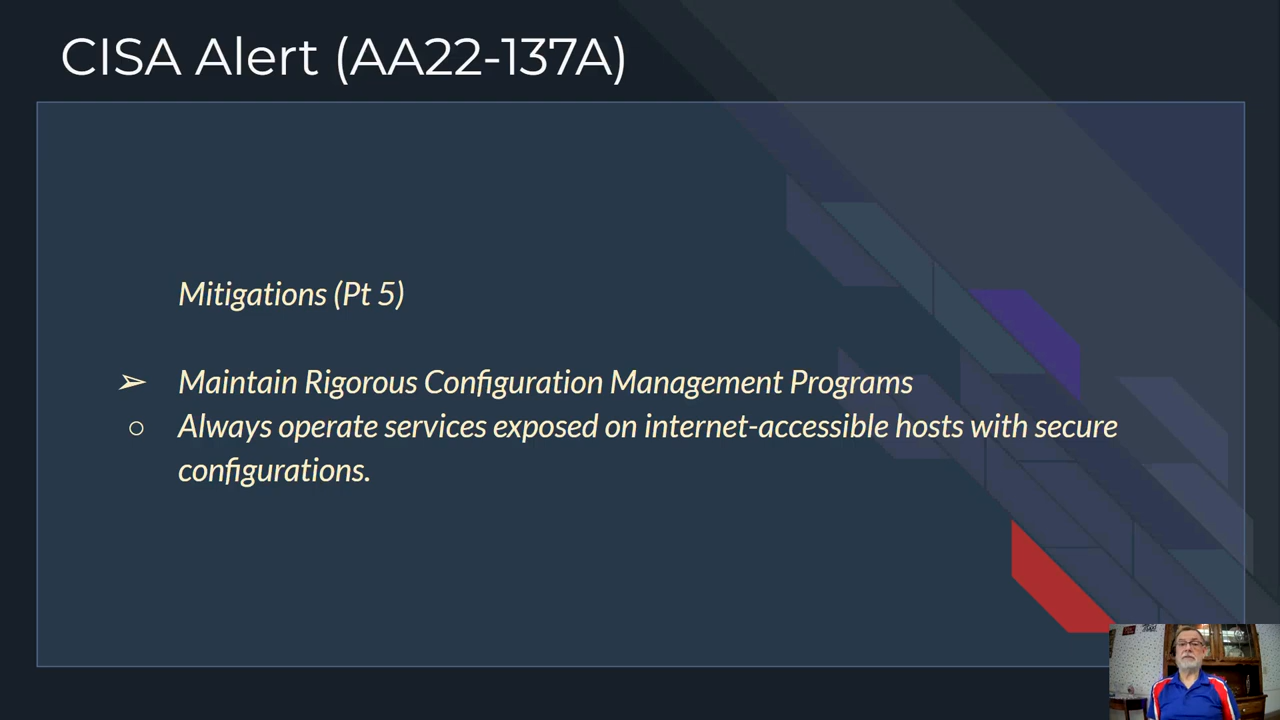 CISA Alert (AA22-137A)
Mitigations (Pt 5)
➢ Maintain Rigorous Configuration Management Programs
○ Always operate services exposed on internet-accessible hosts with secure
configurations.